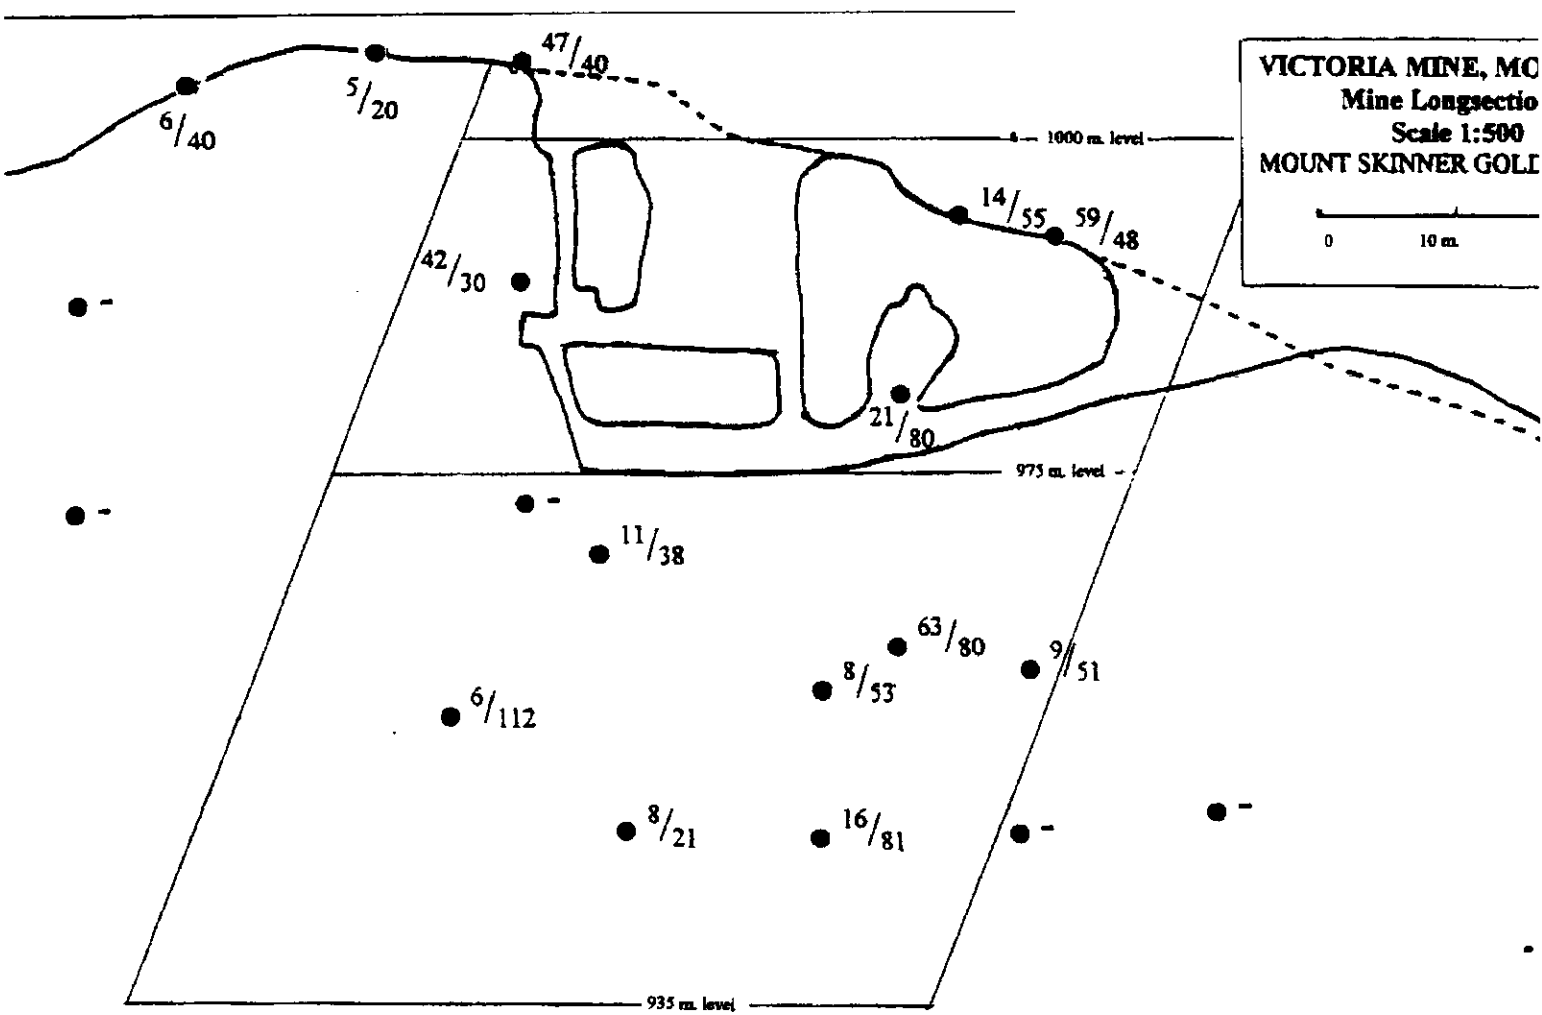 47/40
5/20
6/40
VICTORIA MINE, MO
Mine Longsectio
Scale 1:500
MOUNT SKINNER GOLD
0 10 m.
1000 m. level
14/55
59/48
42/30
-
21/80
975 m. level
-
-
11/38
63/80
8/53
9/51
6/112
8/21
16/81
-
-
935 m. level